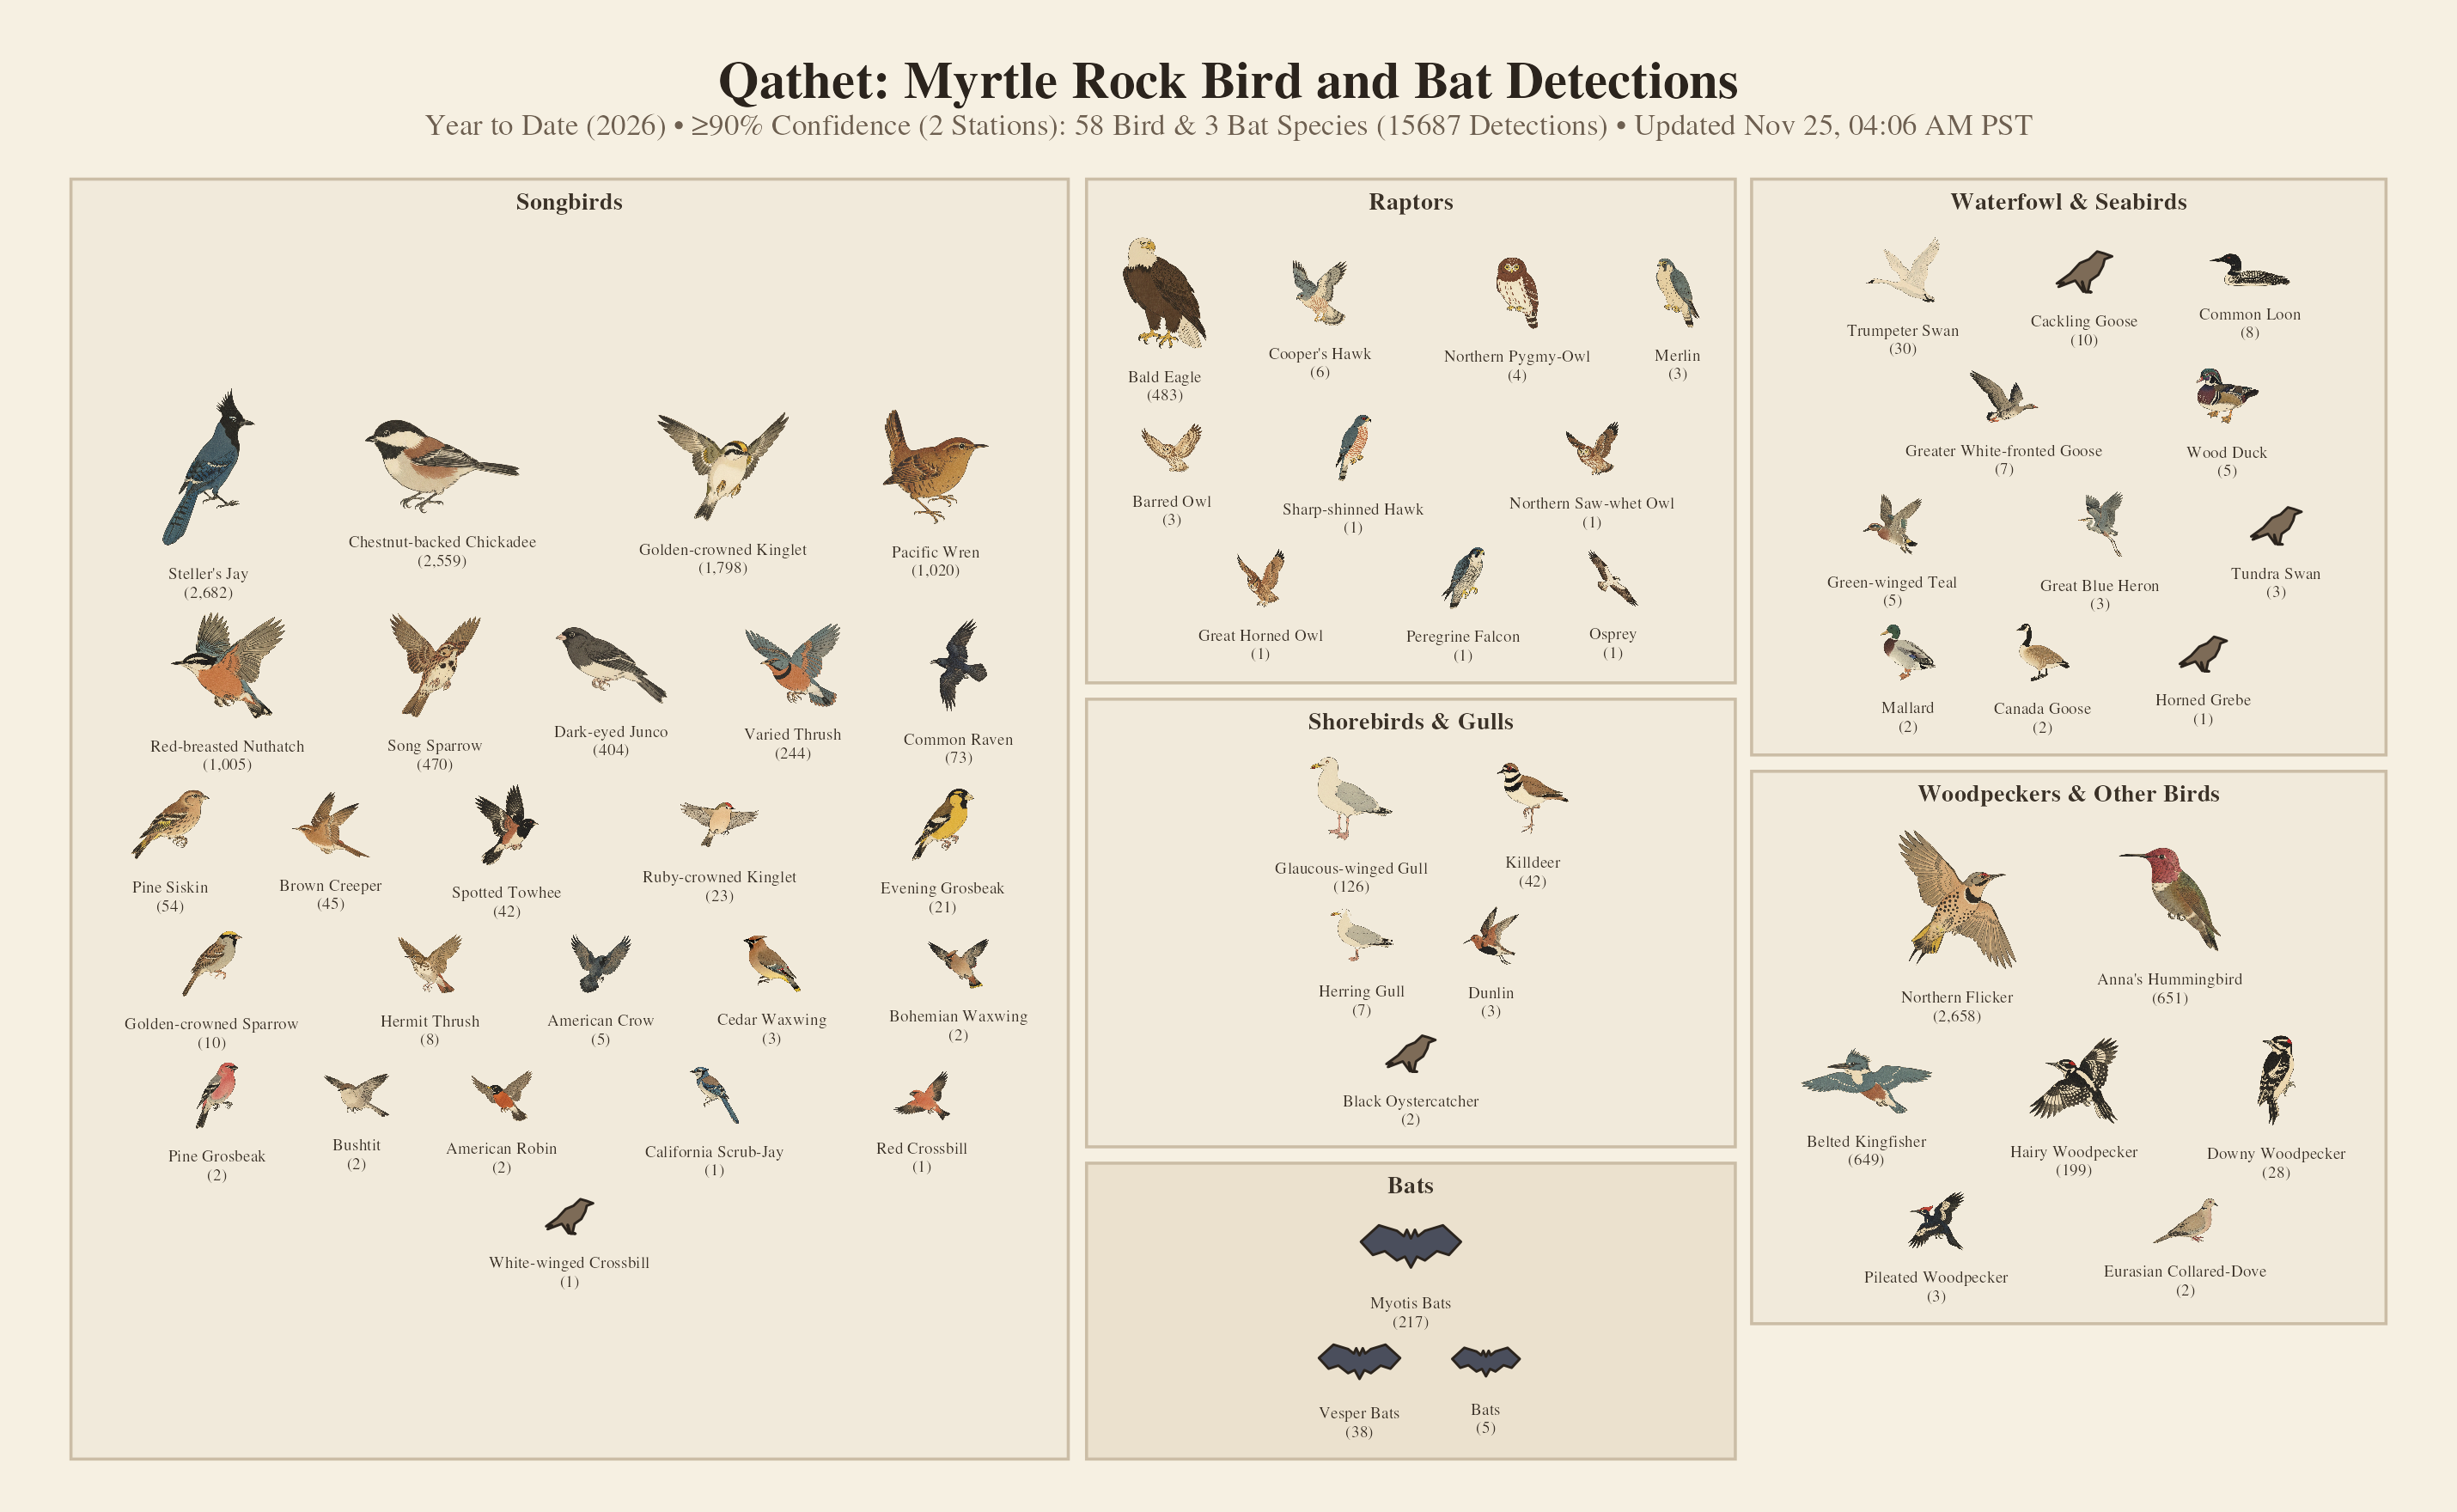 Qathet: Myrtle Rock Bird and Bat Detections
Year to Date (2026) • ≥90% Confidence (2 Stations): 58 Bird & 3 Bat Species (15687 Detections) • Updated Nov 25, 04:06 AM PST
Songbirds
Steller's Jay
(2,682)
Chestnut-backed Chickadee
(2,559)
Golden-crowned Kinglet
(1,798)
Pacific Wren
(1,020)
Red-breasted Nuthatch
(1,005)
Song Sparrow
(470)
Dark-eyed Junco
(404)
Varied Thrush
(244)
Common Raven
(73)
Pine Siskin
(54)
Brown Creeper
(45)
Spotted Towhee
(42)
Ruby-crowned Kinglet
(23)
Evening Grosbeak
(21)
Golden-crowned Sparrow
(10)
Hermit Thrush
(8)
American Crow
(5)
Cedar Waxwing
(3)
Bohemian Waxwing
(2)
Pine Grosbeak
(2)
Bushtit
(2)
American Robin
(2)
California Scrub-Jay
(1)
Red Crossbill
(1)
White-winged Crossbill
(1)
Raptors
Bald Eagle
(483)
Cooper's Hawk
(6)
Northern Pygmy-Owl
(4)
Merlin
(3)
Barred Owl
(3)
Sharp-shinned Hawk
(1)
Northern Saw-whet Owl
(1)
Great Horned Owl
(1)
Peregrine Falcon
(1)
Osprey
(1)
Shorebirds & Gulls
Glaucous-winged Gull
(126)
Killdeer
(42)
Herring Gull
(7)
Dunlin
(3)
Black Oystercatcher
(2)
Bats
Myotis Bats
(217)
Vesper Bats
(38)
Bats
(5)
Waterfowl & Seabirds
Trumpeter Swan
(30)
Cackling Goose
(10)
Common Loon
(8)
Greater White-fronted Goose
(7)
Wood Duck
(5)
Green-winged Teal
(5)
Great Blue Heron
(3)
Tundra Swan
(3)
Mallard
(2)
Canada Goose
(2)
Horned Grebe
(1)
Woodpeckers & Other Birds
Northern Flicker
(2,658)
Anna's Hummingbird
(651)
Belted Kingfisher
(649)
Hairy Woodpecker
(199)
Downy Woodpecker
(28)
Pileated Woodpecker
(3)
Eurasian Collared-Dove
(2)